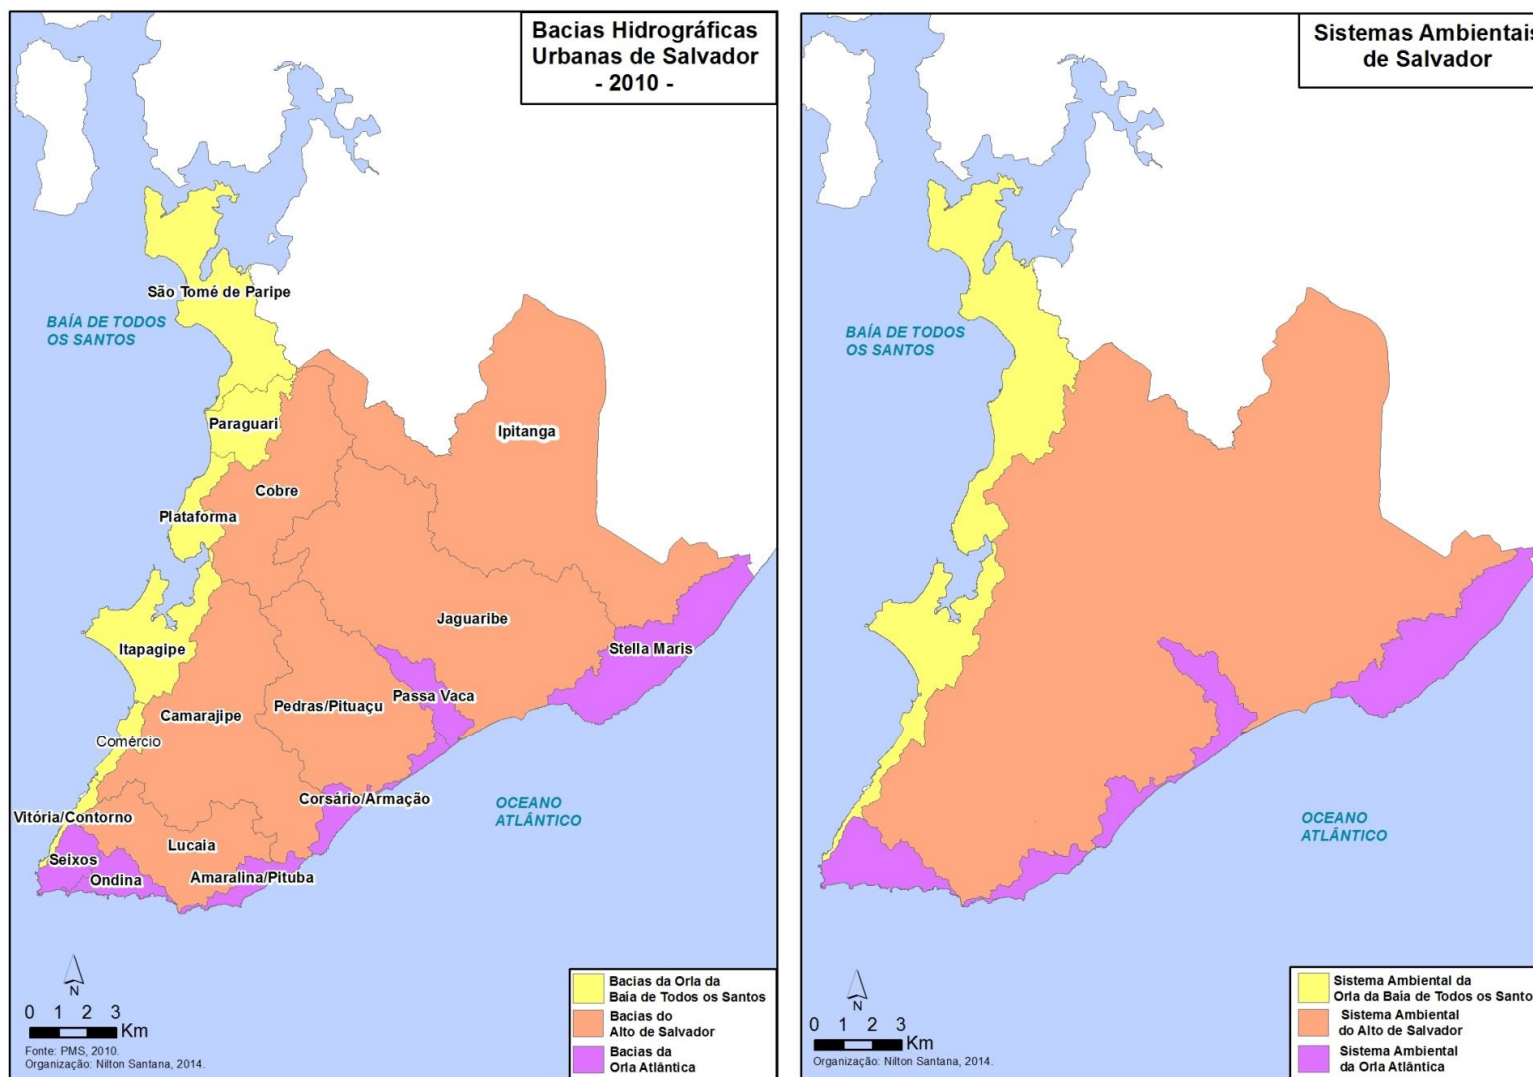 Bacias Hidrográficas
Urbanas de Salvador
- 2010 -
São Tomé de Paripe
BAÍA DE TODOS
OS SANTOS
Paraguari
Ipitanga
Cobre
Plataforma
Jaguaribe
Itapagipe
Stella Maris
Passa Vaca
Pedras/Pituaçu
Camarajipe
Comércio
Corsário/Armação
OCEANO
ATLÂNTICO
Vitória/Contorno
Lucaia
Seixos
Ondina
Amaralina/Pituba
N
0 1 2 3
Km
Fonte: PMS, 2010.
Organização: Nilton Santana, 2014.
Bacias da Orla da
Baía de Todos os Santos
Bacias do
Alto de Salvador
Bacias da
Orla Atlântica
Sistemas Ambientais
de Salvador
BAÍA DE TODOS
OS SANTOS
OCEANO
ATLÂNTICO
N
0 1 2 3
Km
Organização: Nilton Santana, 2014.
Sistema Ambiental da
Orla da Baía de Todos os Santo
Sistema Ambiental
do Alto de Salvador
Sistema Ambiental
da Orla Atlântica